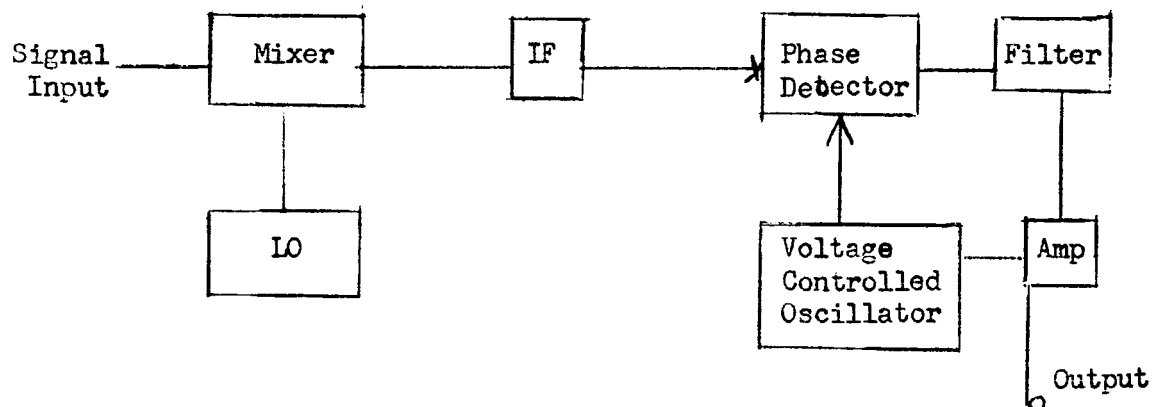 Signal
Input
Mixer
IF
Phase
Detector
Filter
LO
Voltage
Controlled
Oscillator
Amp
Output